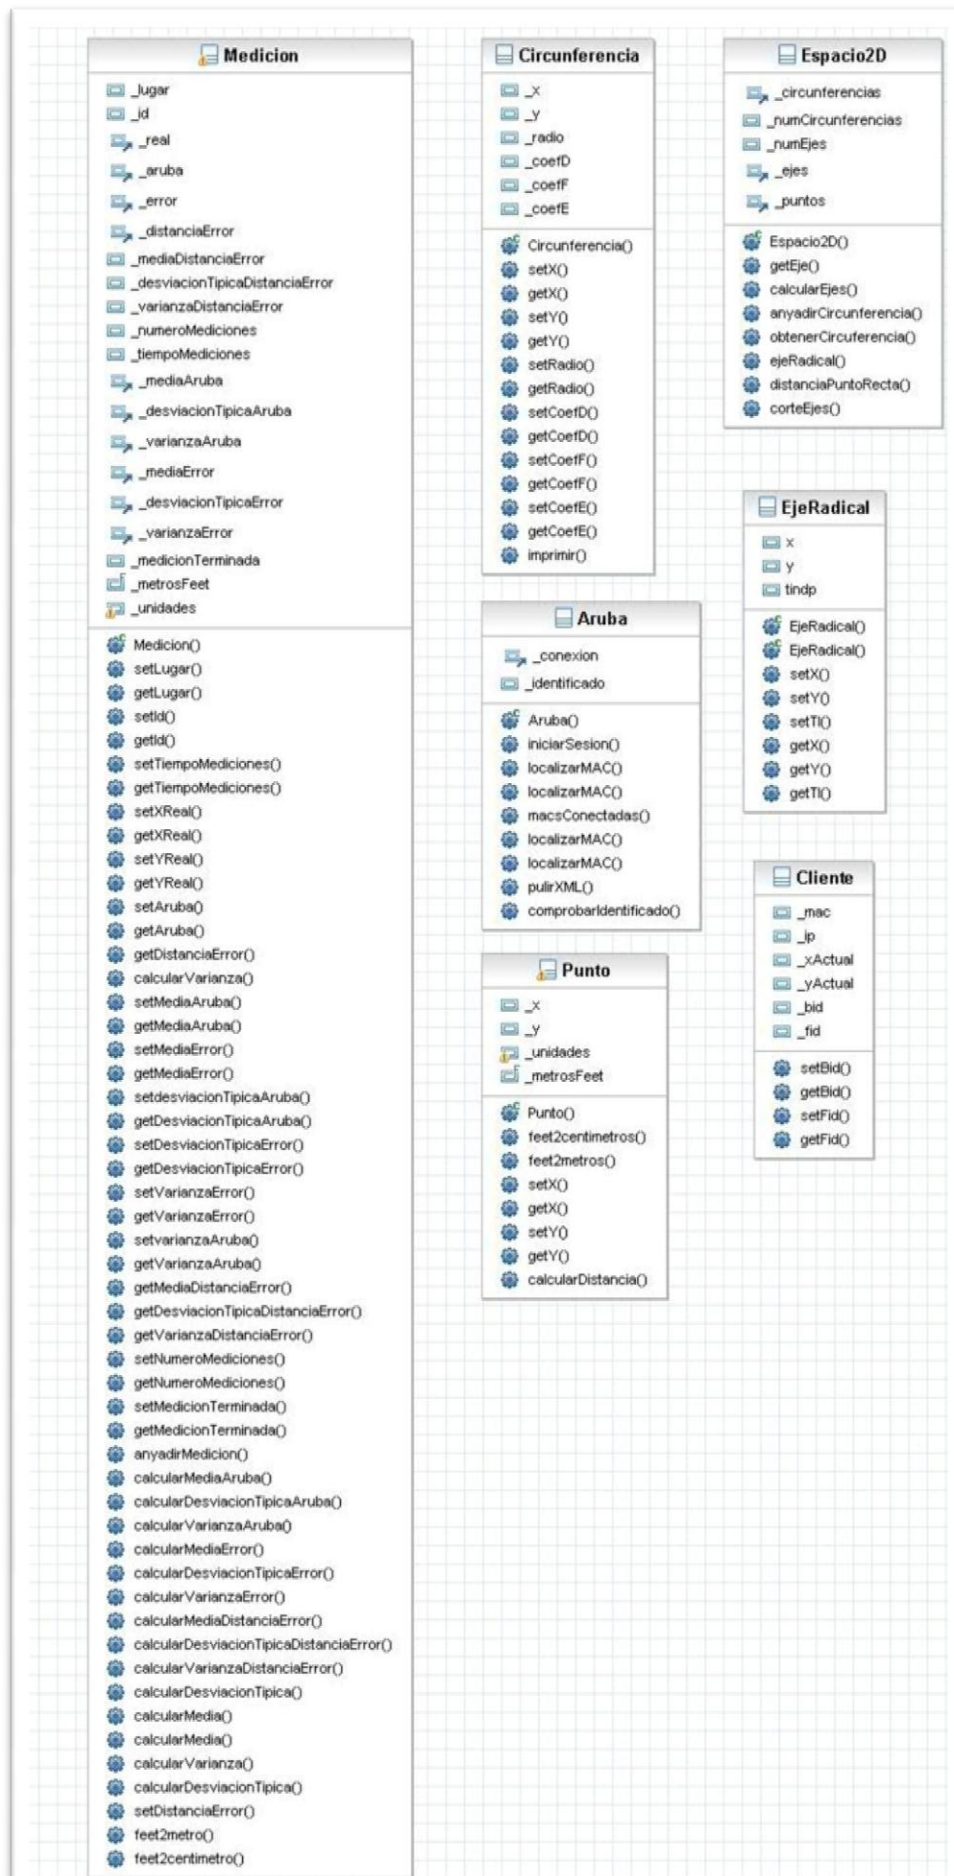 Medicion
_lugar
_id
_real
_aruba
_error
_distanciaError
_mediaDistanciaError
_desviacionTipicaDistanciaError
_varianzaDistanciaError
_numeroMediciones
_tiempoMediciones
_mediaAruba
_desviacionTipicaAruba
_varianzaAruba
_mediaError
_desviacionTipicaError
_varianzaError
_medicionTerminada
_metrosFeet
_unidades
Medicion()
setLugar()
getLugar()
setId()
getId()
setTiempoMediciones()
getTiempoMediciones()
setXReal()
getXReal()
setYReal()
getYReal()
setAruba()
getAruba()
getDistanciaError()
calcularVarianza()
setMediaAruba()
getMediaAruba()
setMediaError()
getMediaError()
setdesviacionTipicaAruba()
getDesviacionTipicaAruba()
setDesviacionTipicaError()
getDesviacionTipicaError()
setVarianzaError()
getVarianzaError()
setvarianzaAruba()
getVarianzaAruba()
getMediaDistanciaError()
getDesviacionTipicaDistanciaError()
getVarianzaDistanciaError()
setNumeroMediciones()
getNumeroMediciones()
setMedicionTerminada()
getMedicionTerminada()
anyadirMedicion()
calcularMediaAruba()
calcularDesviacionTipicaAruba()
calcularVarianzaAruba()
calcularMediaError()
calcularDesviacionTipicaError()
calcularVarianzaError()
calcularMediaDistanciaError()
calcularDesviacionTipicaDistanciaError()
calcularVarianzaDistanciaError()
calcularDesviacionTipica()
calcularMedia()
calcularMedia()
calcularVarianza()
calcularDesviacionTipica()
setDistanciaError()
feet2metro()
feet2centimetro()
Circunferencia
_x
_y
_radio
_coefD
_coefF
_coefE
Circunferencia()
setX()
getX()
setY()
getY()
setRadio()
getRadio()
setCoefD()
getCoefD()
setCoefF()
getCoefF()
setCoefE()
getCoefE()
imprimir()
Aruba
_conexion
_identificado
Aruba()
iniciarSesion()
localizarMAC()
localizarMAC()
macsConectadas()
localizarMAC()
localizarMAC()
pulirXML()
comprobarIdentificado()
Punto
_x
_y
_unidades
_metrosFeet
Punto()
feet2centimetros()
feet2metros()
setX()
getX()
setY()
getY()
calcularDistancia()
Espacio2D
_circunferencias
_numCircunferencias
_numEjes
_ejes
_puntos
Espacio2D()
getEje()
calcularEjes()
anyadirCircunferencia()
obtenerCircuferencia()
ejeRadical()
distanciaPuntoRecta()
corteEjes()
EjeRadical
x
y
tindp
EjeRadical()
EjeRadical()
setX()
setY()
setTI()
getX()
getY()
getTI()
Cliente
_mac
_ip
_xActual
_yActual
_bid
_fid
setBid()
getBid()
setFid()
getFid()